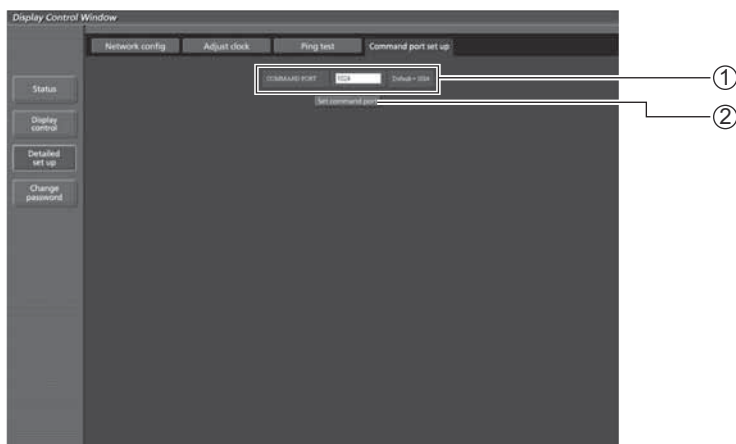 Display Control Window
Network config
Adjust clock
Ping test
Command port set up
COMMAND PORT
1024
Default = 1024
①
Set command port
②
Status
Display
control
Detailed
set up
Change
password